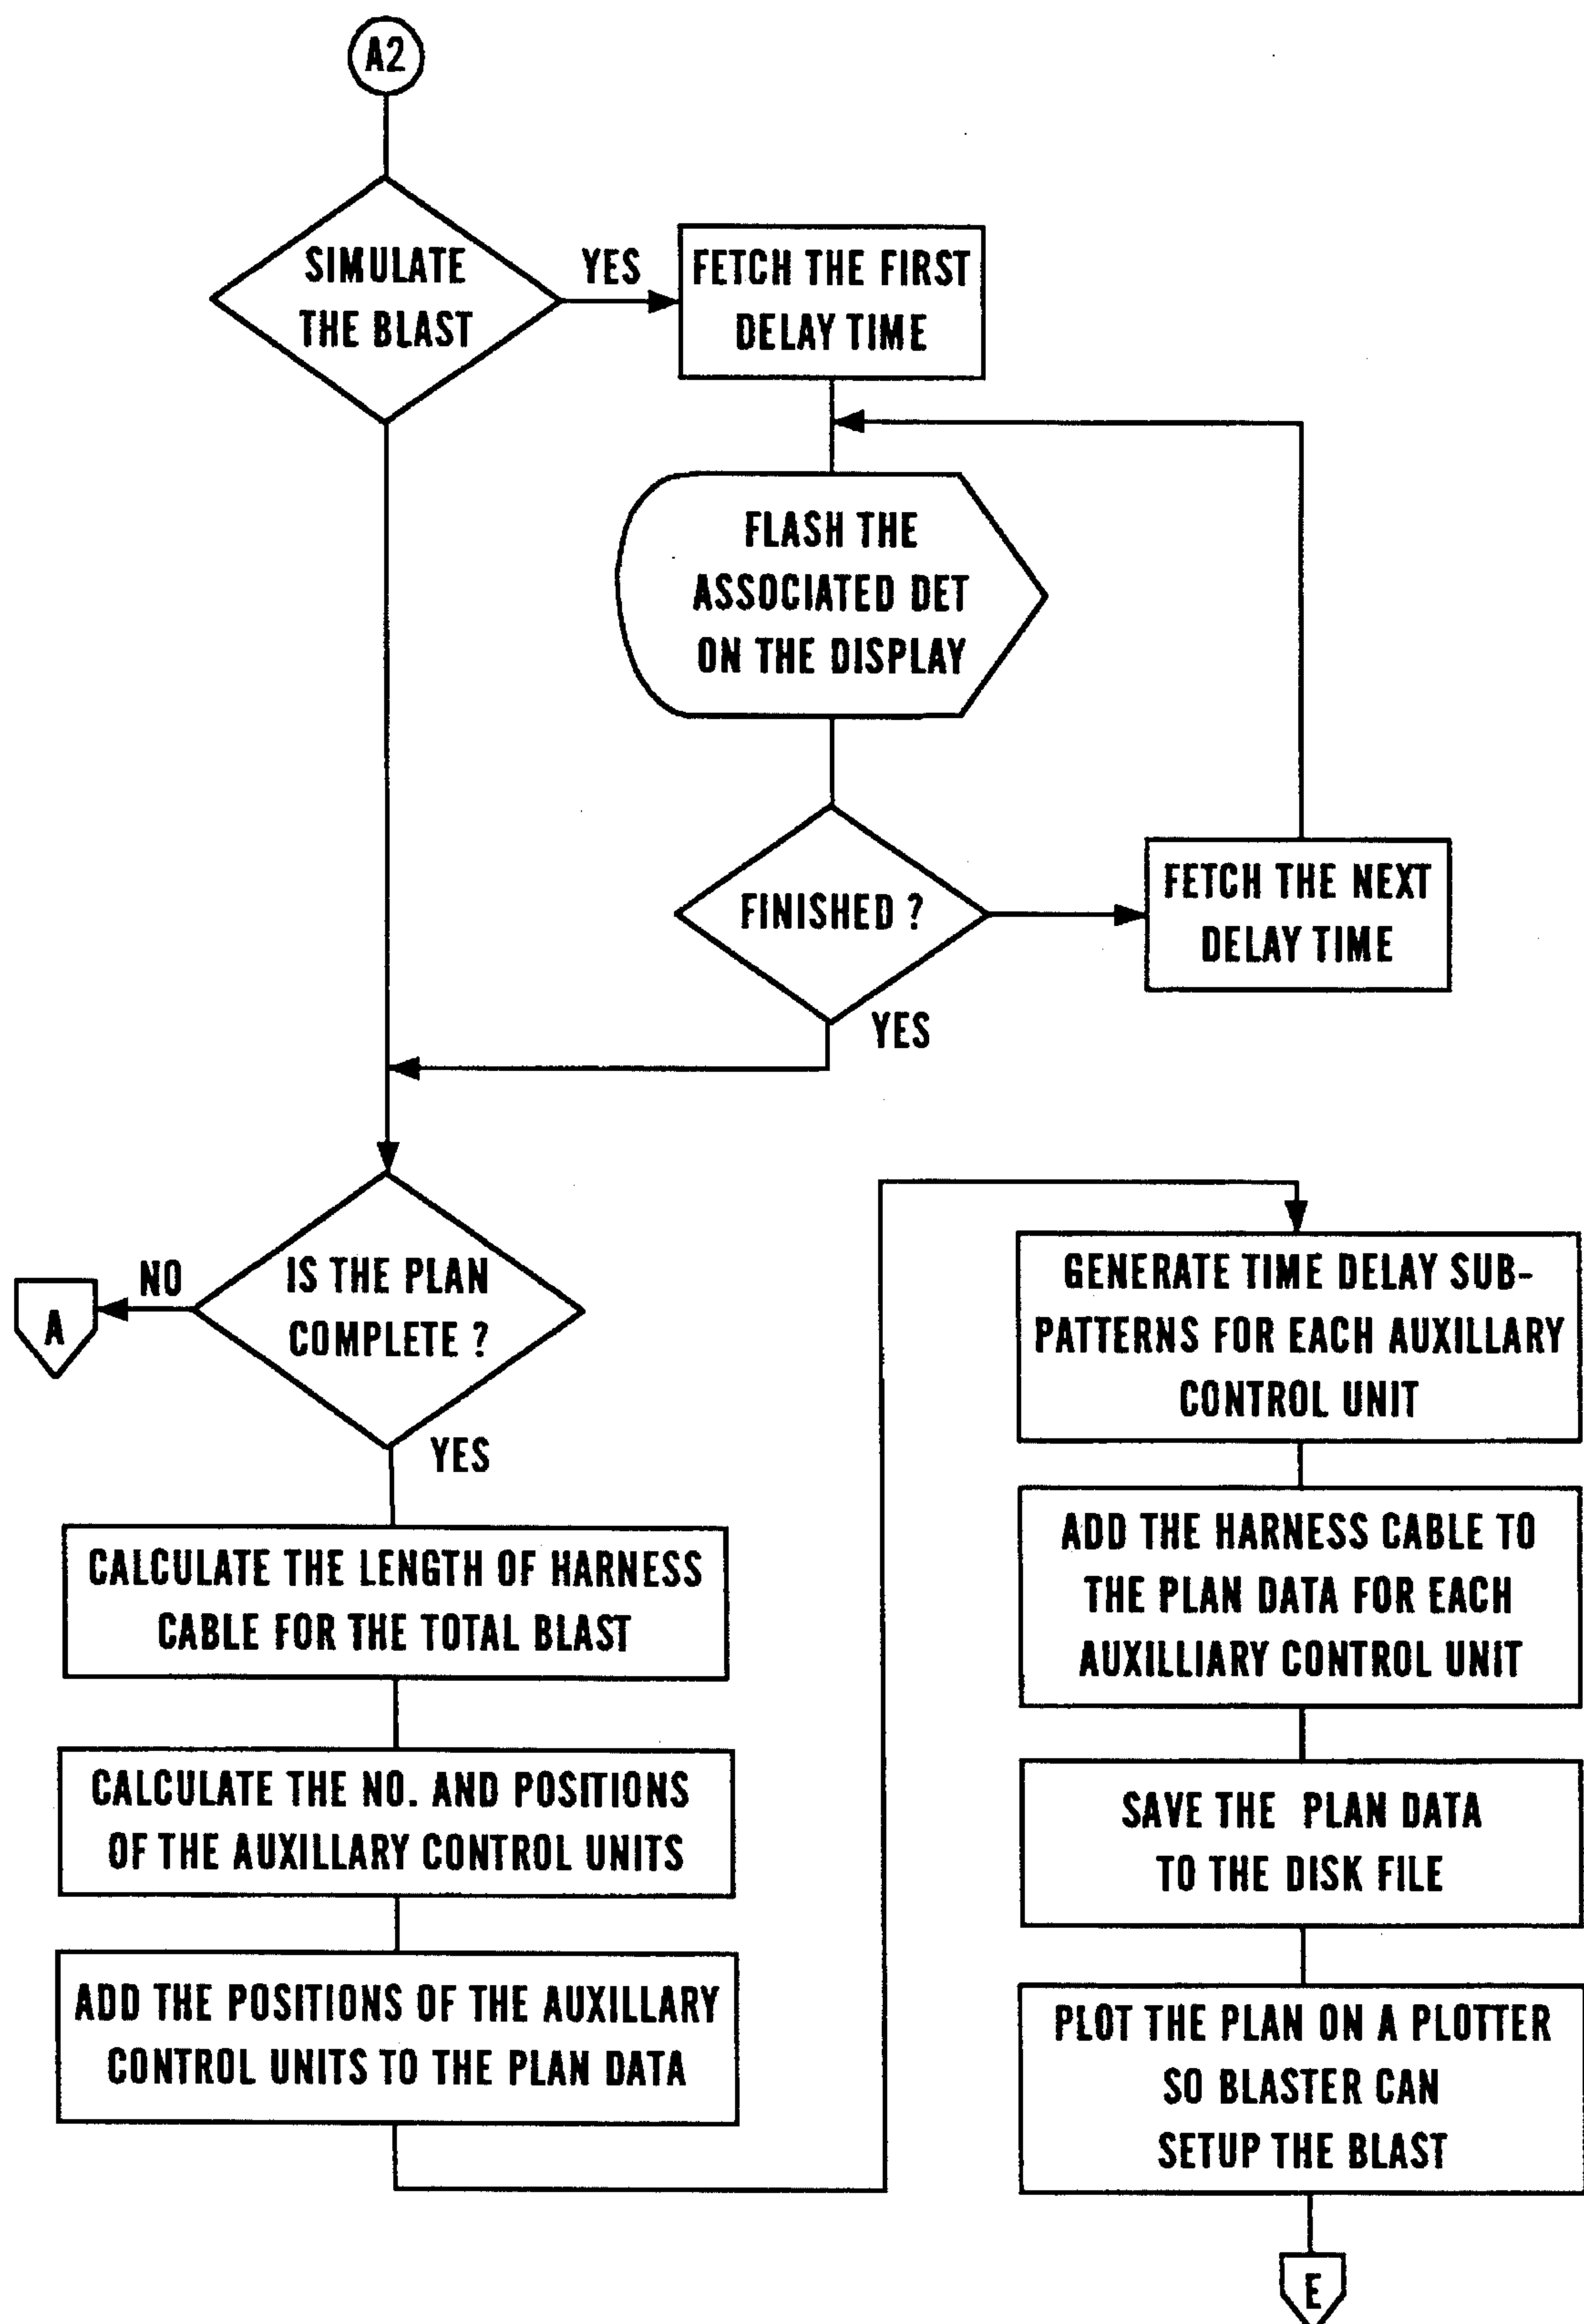 A2
SIMULATE
THE BLAST
YES
FETCH THE FIRST
DELAY TIME
FLASH THE
ASSOCIATED DET
ON THE DISPLAY
FINISHED ?
FETCH THE NEXT
DELAY TIME
YES
IS THE PLAN
COMPLETE ?
NO
A
YES
CALCULATE THE LENGTH OF HARNESS
CABLE FOR THE TOTAL BLAST
CALCULATE THE NO. AND POSITIONS
OF THE AUXILLARY CONTROL UNITS
ADD THE POSITIONS OF THE AUXILLARY
CONTROL UNITS TO THE PLAN DATA
GENERATE TIME DELAY SUB-
PATTERNS FOR EACH AUXILLARY
CONTROL UNIT
ADD THE HARNESS CABLE TO
THE PLAN DATA FOR EACH
AUXILLIARY CONTROL UNIT
SAVE THE PLAN DATA
TO THE DISK FILE
PLOT THE PLAN ON A PLOTTER
SO BLASTER CAN
SETUP THE BLAST
E